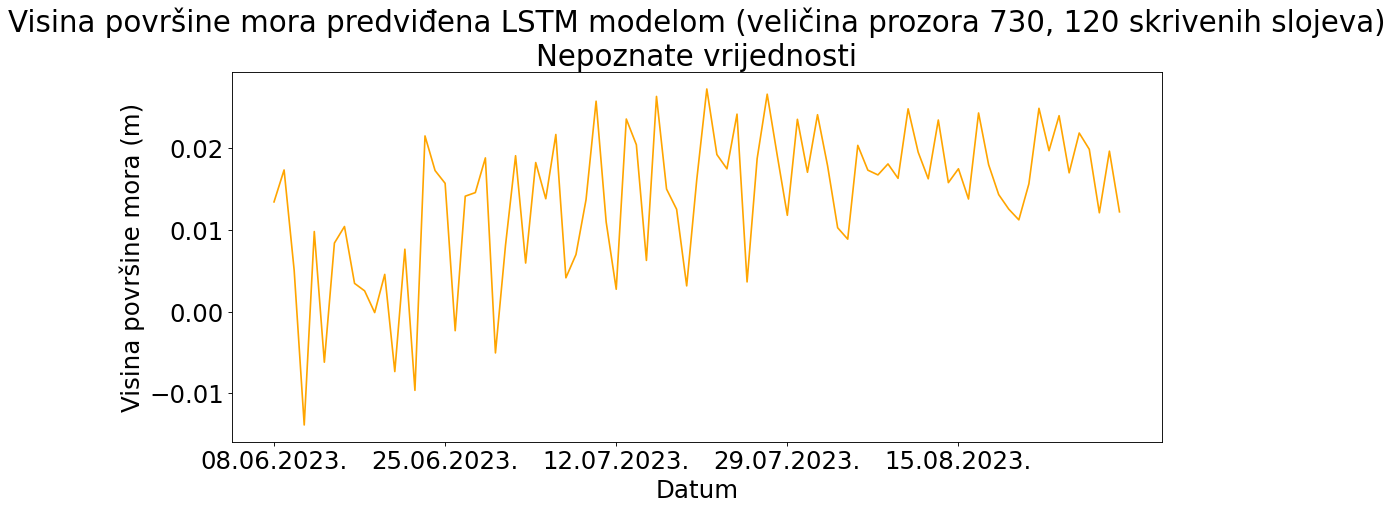 Visina površine mora predviđena LSTM modelom (veličina prozora 730, 120 skrivenih slojeva)
Nepoznate vrijednosti
Visina površine mora (m)
0.02
0.01
0.00
−0.01
08.06.2023. 25.06.2023. 12.07.2023. 29.07.2023. 15.08.2023.
Datum